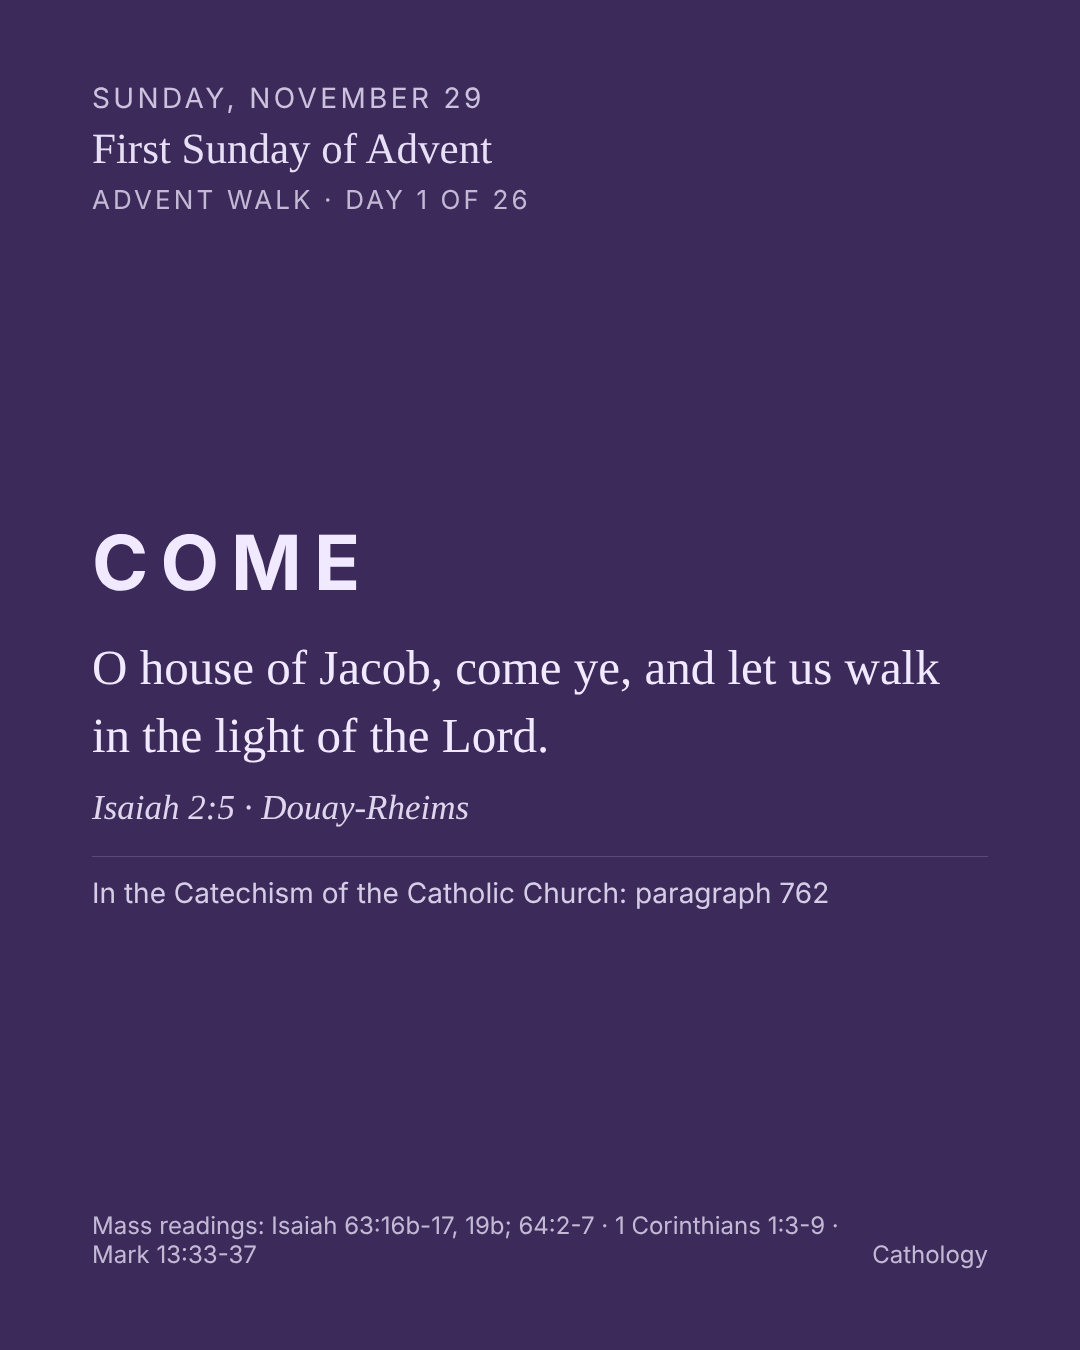 SUNDAY, NOVEMBER 29
First Sunday of Advent
ADVENT WALK · DAY 1 OF 26
COME
O house of Jacob, come ye, and let us walk
in the light of the Lord.
Isaiah 2:5 · Douay-Rheims
In the Catechism of the Catholic Church: paragraph 762
Mass readings: Isaiah 63:16b-17, 19b; 64:2-7 · 1 Corinthians 1:3-9 ·
Mark 13:33-37
Cathology